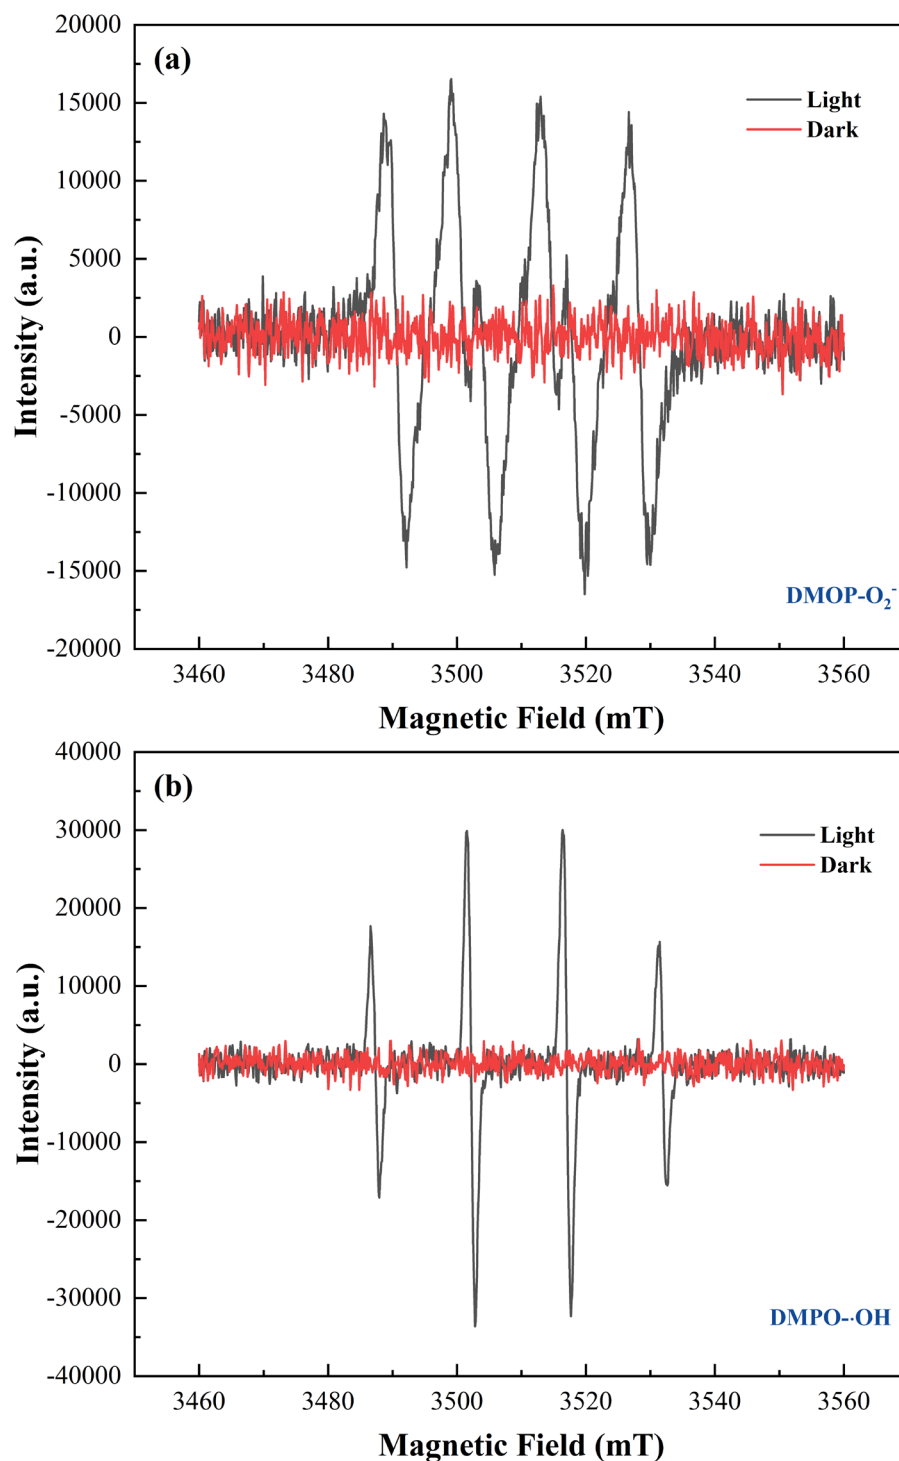 (a)
Light
Dark
20000
15000
10000
5000
0
-5000
-10000
-15000
-20000
Intensity (a.u.)
DMOP-O₂⁻
3460 3480 3500 3520 3540 3560
Magnetic Field (mT)
(b)
Light
Dark
40000
30000
20000
10000
0
-10000
-20000
-30000
-40000
Intensity (a.u.)
DMPO-·OH
3460 3480 3500 3520 3540 3560
Magnetic Field (mT)